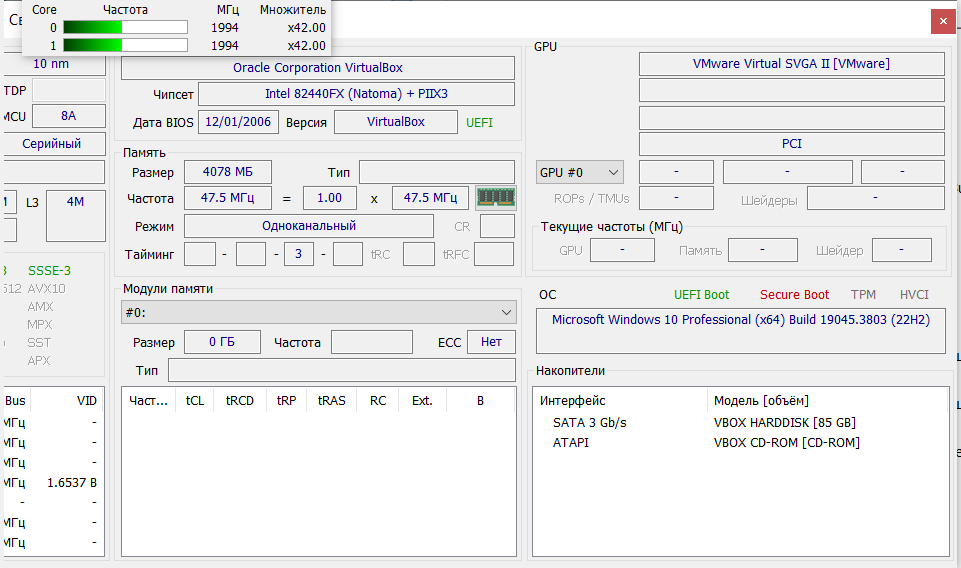 Core Частота МГц Множитель
0 1994 x42.00
1 1994 x42.00
10 nm
TDP
8A
Серийный
L3 4M
SSSE-3
AVX10
AMX
MPX
SST
APX
Bus VID
МГц -
МГц -
МГц -
МГц 1.6537 В
- -
МГц -
МГц -
Oracle Corporation VirtualBox
Чипсет Intel 82440FX (Natoma) + PIIX3
Дата BIOS 12/01/2006 Версия VirtualBox UEFI
Память
Размер 4078 МБ Тип
Частота 47.5 МГц = 1.00 x 47.5 МГц
Режим Одноканальный CR
Тайминг - - 3 - tRC tRFC
Модули памяти
#0:
Размер 0 ГБ Частота ECC Нет
Тип
Част... tCL tRCD tRP tRAS RC Ext. В
GPU
VMware Virtual SVGA II [VMware]
PCI
GPU #0 - - -
ROPs / TMUs - Шейдеры -
Текущие частоты (МГц)
GPU - Память - Шейдер -
ОС UEFI Boot Secure Boot TPM HVCI
Microsoft Windows 10 Professional (x64) Build 19045.3803 (22H2)
Накопители
Интерфейс Модель [объём]
SATA 3 Gb/s VBOX HARDDISK [85 GB]
ATAPI VBOX CD-ROM [CD-ROM]